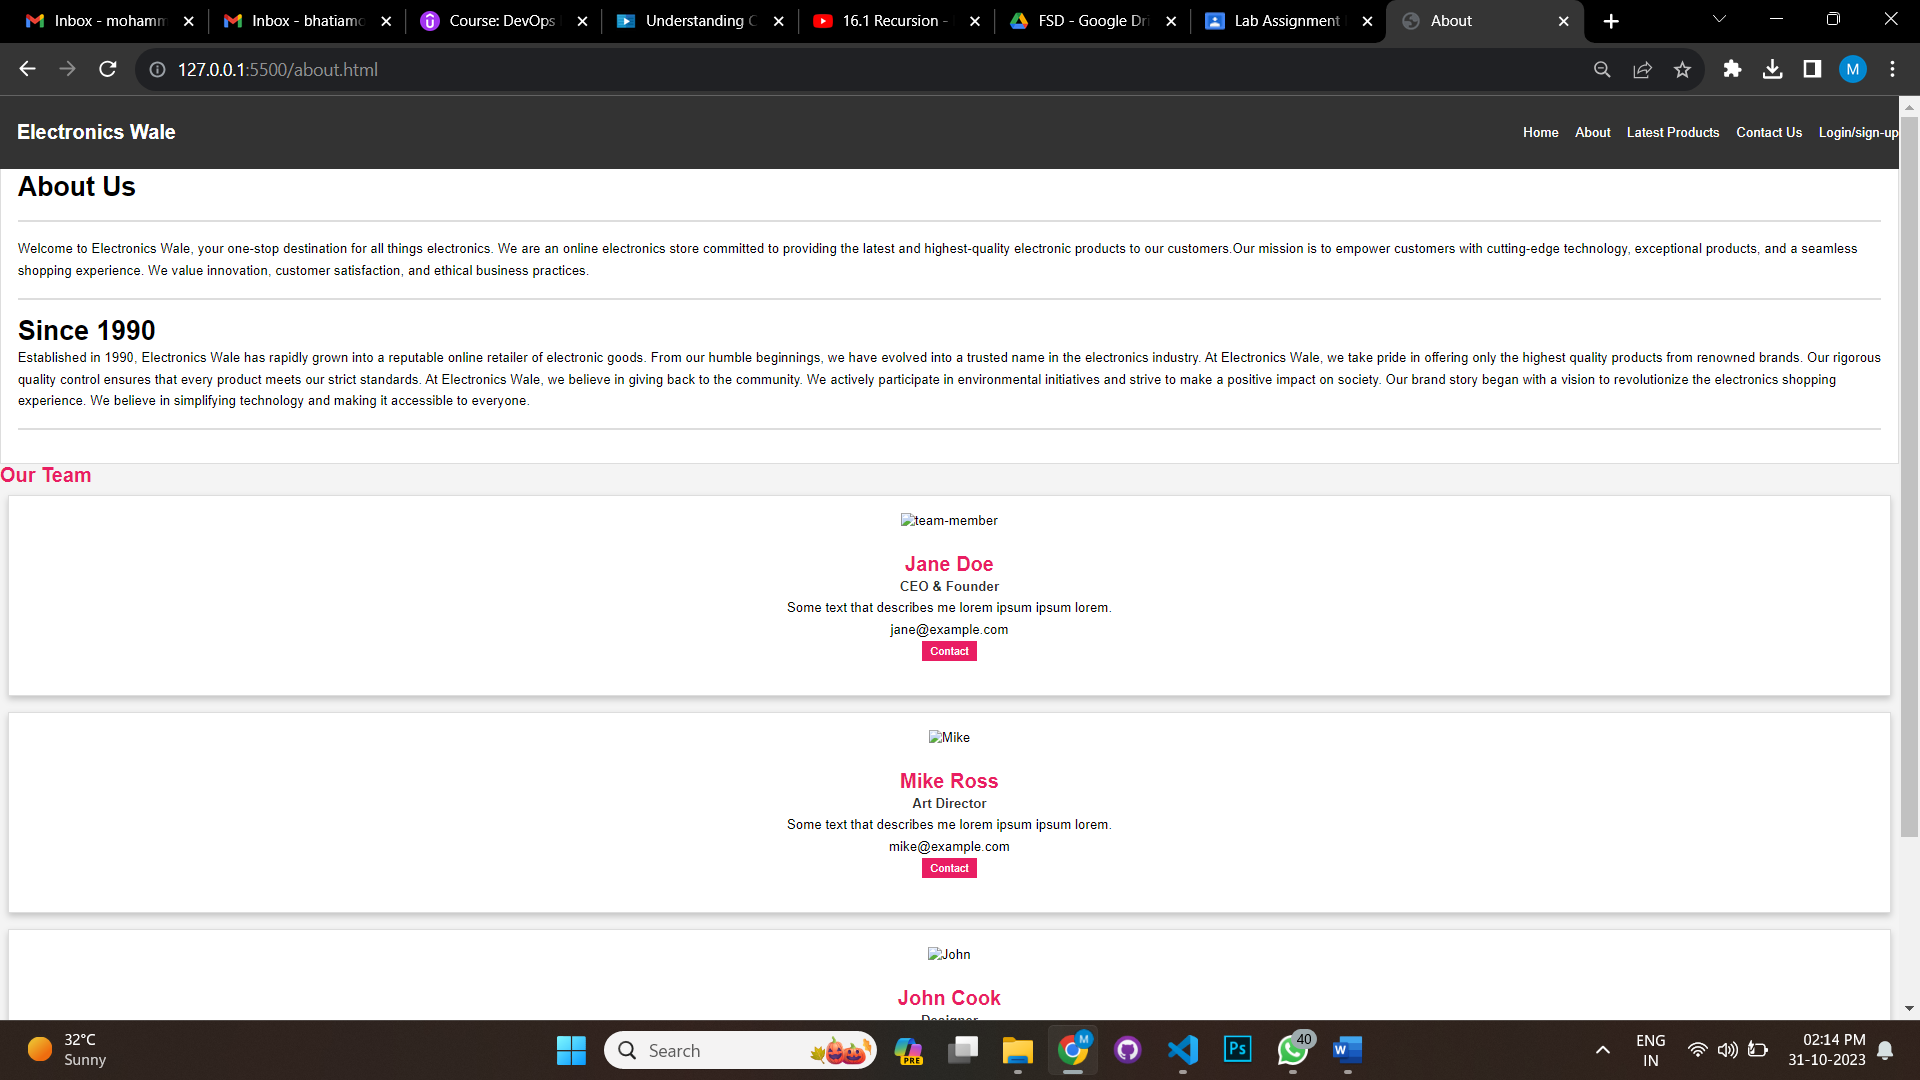 Inbox - mohamm
Inbox - bhatiamo
Course: DevOps
Understanding C
16.1 Recursion -
FSD - Google Dri
Lab Assignment
About
127.0.0.1:5500/about.html
M
Electronics Wale
Home
About
Latest Products
Contact Us
Login/sign-up
About Us
Welcome to Electronics Wale, your one-stop destination for all things electronics. We are an online electronics store committed to providing the latest and highest-quality electronic products to our customers.Our mission is to empower customers with cutting-edge technology, exceptional products, and a seamless
shopping experience. We value innovation, customer satisfaction, and ethical business practices.
Since 1990
Established in 1990, Electronics Wale has rapidly grown into a reputable online retailer of electronic goods. From our humble beginnings, we have evolved into a trusted name in the electronics industry. At Electronics Wale, we take pride in offering only the highest quality products from renowned brands. Our rigorous
quality control ensures that every product meets our strict standards. At Electronics Wale, we believe in giving back to the community. We actively participate in environmental initiatives and strive to make a positive impact on society. Our brand story began with a vision to revolutionize the electronics shopping
experience. We believe in simplifying technology and making it accessible to everyone.
Our Team
team-member
Jane Doe
CEO & Founder
Some text that describes me lorem ipsum ipsum lorem.
jane@example.com
Contact
Mike
Mike Ross
Art Director
Some text that describes me lorem ipsum ipsum lorem.
mike@example.com
Contact
John
John Cook
Designer
32°C
Sunny
Search
PRE
M
Ps
40
W
ENG
IN
02:14 PM
31-10-2023